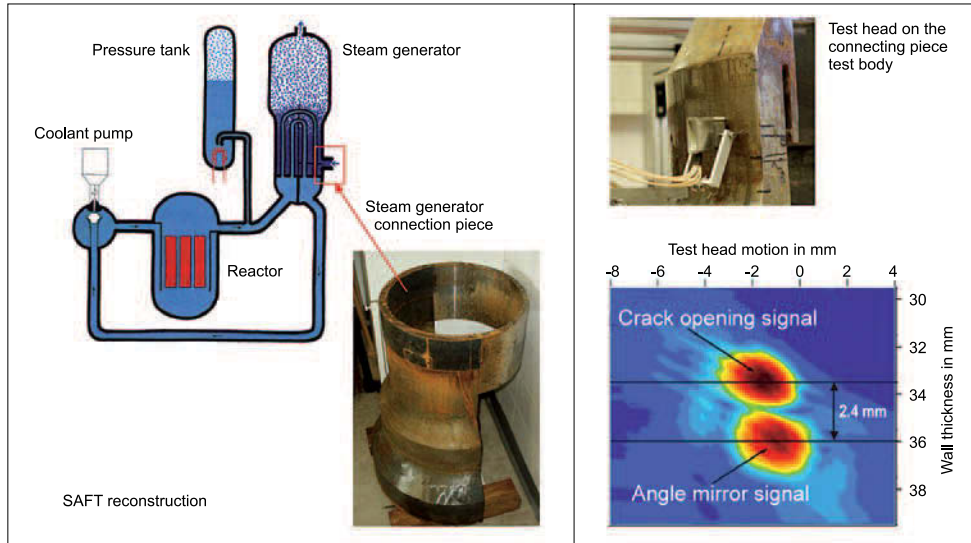 Pressure tank
Steam generator
Coolant pump
Steam generator
connection piece
Reactor
SAFT reconstruction
Test head on the
connecting piece
test body
Test head motion in mm
-8 -6 -4 -2 0 2 4
Crack opening signal
2.4 mm
Angle mirror signal
30
32
34
36
38
Wall thickness in mm